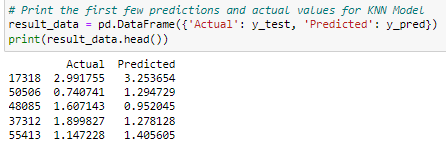 # Print the first few predictions and actual values for KNN Model
result_data = pd.DataFrame({'Actual': y_test, 'Predicted': y_pred})
print(result_data.head())
Actual Predicted
17318 2.991755 3.253654
50506 0.740741 1.294729
48085 1.607143 0.952045
37312 1.899827 1.278128
55413 1.147228 1.405605